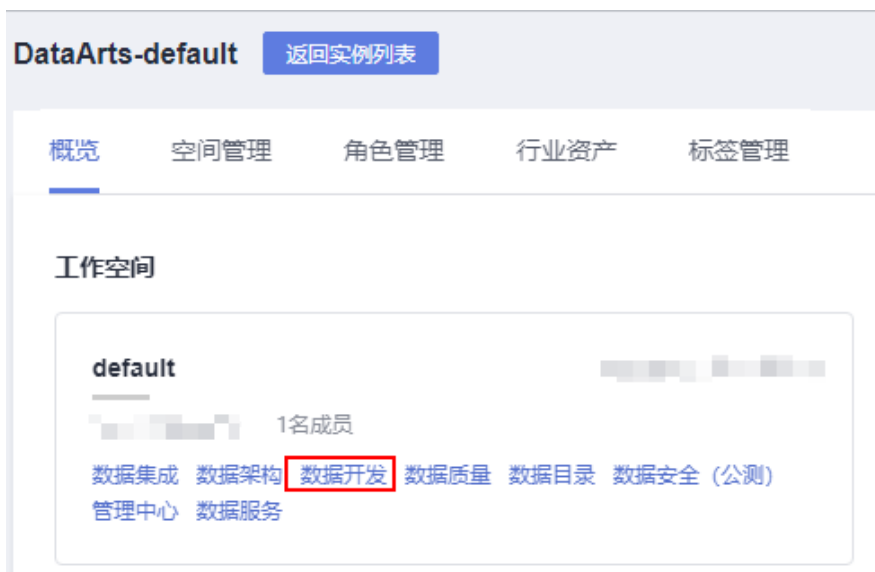 DataArts-default 返回实例列表
概览 空间管理 角色管理 行业资产 标签管理
工作空间
default
1名成员
数据集成 数据架构 数据开发 数据质量 数据目录 数据安全 (公测)
管理中心 数据服务